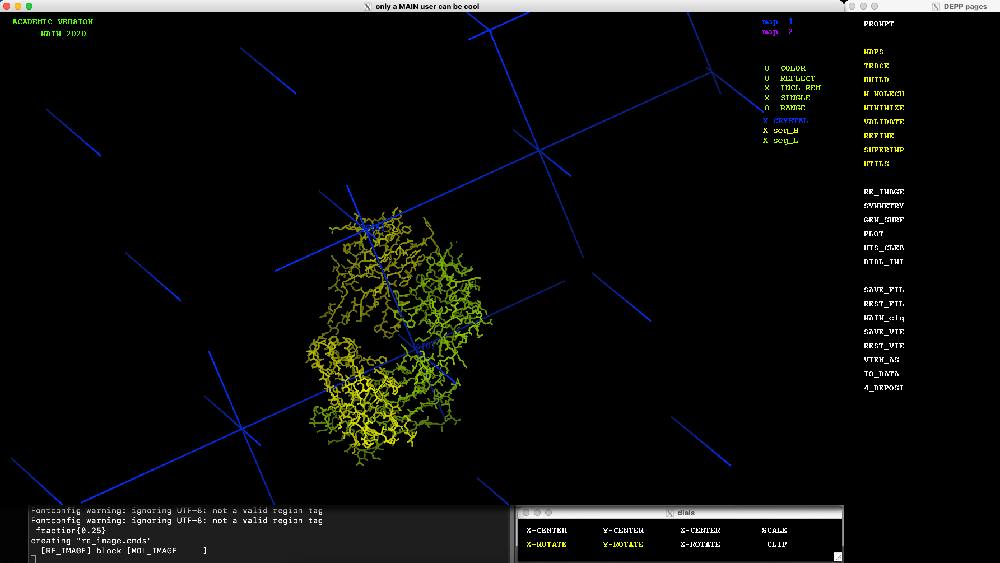 only a MAIN user can be cool
ACADEMIC VERSION
MAIN 2020
map 1
map 2
O COLOR
O REFLECT
X INCL_REM
X SINGLE
O RANGE
X CRYSTAL
X seg_H
X seg_L
C[0]
DEPP pages
PROMPT
MAPS
TRACE
BUILD
N_MOLECU
MINIMIZE
VALIDATE
REFINE
SUPERIMP
UTILS
RE_IMAGE
SYMMETRY
GEN_SURF
PLOT
HIS_CLEA
DIAL_INI
SAVE_FIL
REST_FIL
MAIN_cfg
SAVE_VIE
REST_VIE
VIEW_AS
IO_DATA
4_DEPOSI
Fontconfig warning: ignoring UTF-8: not a valid region tag
Fontconfig warning: ignoring UTF-8: not a valid region tag
fraction{0.25}
creating "re_image.cmds"
[RE_IMAGE] block [MOL_IMAGE ]
dials
X-CENTER Y-CENTER Z-CENTER SCALE
X-ROTATE Y-ROTATE Z-ROTATE CLIP